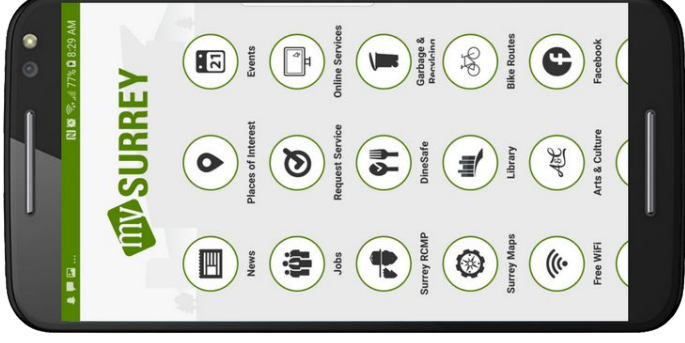 77% 8:29 AM
my SURREY
21
News
Places of Interest
Events
Jobs
Request Service
Online Services
Surrey RCMP
DineSafe
Garbage &
Recycling
Surrey Maps
Library
Bike Routes
A&C
Free WiFi
Arts & Culture
Facebook